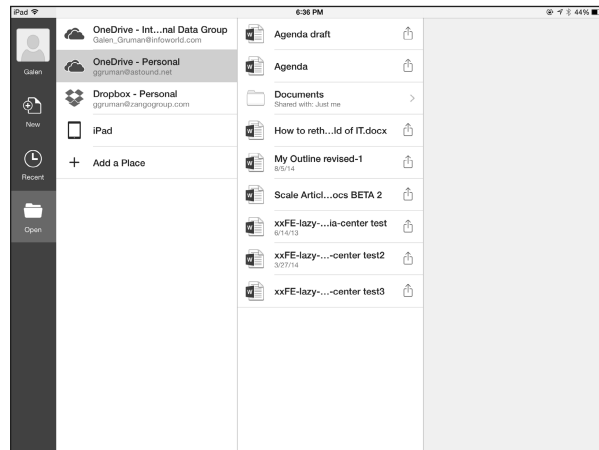 iPad
6:36 PM
44%
Galen
New
Recent
Open
OneDrive - Int...nal Data Group
Galen_Gruman@infoworld.com
OneDrive - Personal
ggruman@astound.net
Dropbox - Personal
ggruman@zangogroup.com
iPad
Add a Place
Agenda draft
Agenda
Documents
Shared with: Just me
How to reth...ld of IT.docx
My Outline revised-1
8/5/14
Scale Articl...ocs BETA 2
xxFE-lazy-...ia-center test
6/14/13
xxFE-lazy-...-center test2
3/27/14
xxFE-lazy-...-center test3